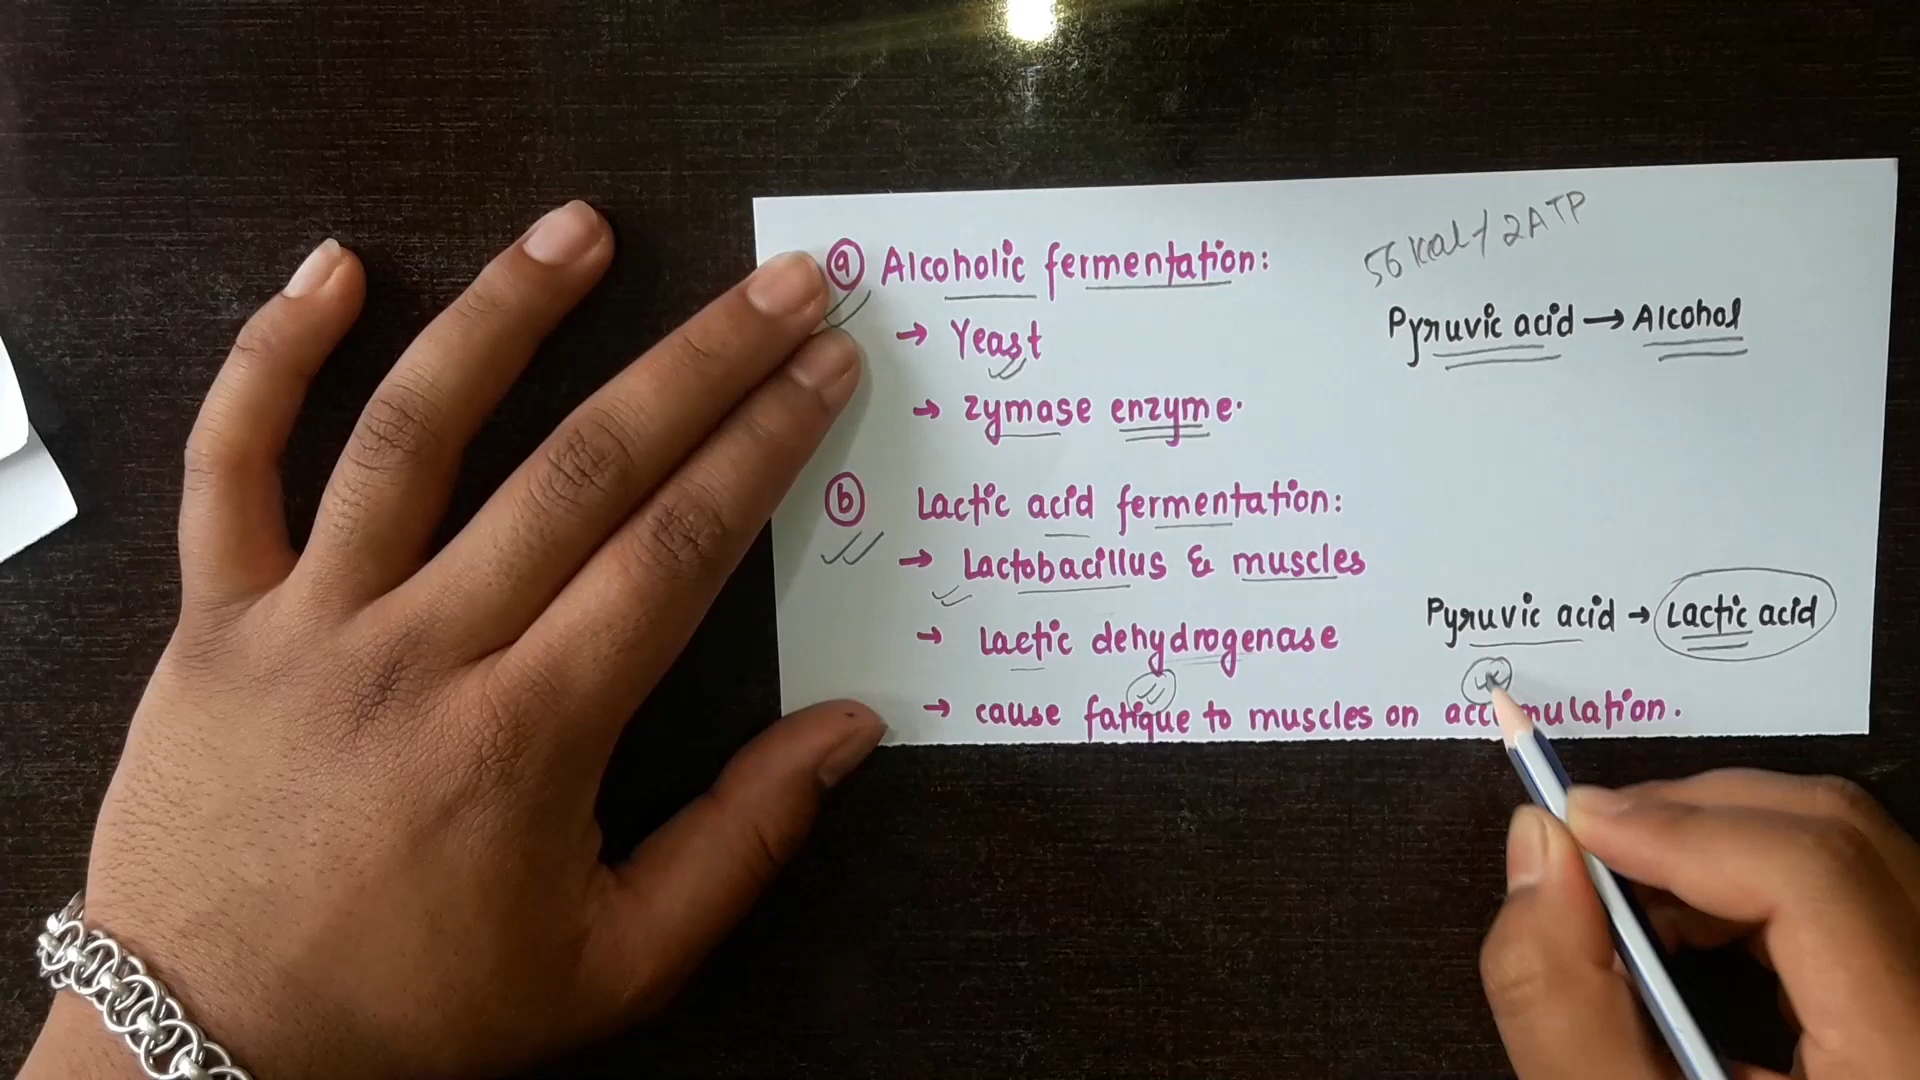 56 kcal / 2ATP
ⓐ Alcoholic fermentation:
→ Yeast
Pyruvic acid → Alcohol
→ zymase enzyme.
ⓑ Lactic acid fermentation:
→ Lactobacillus & muscles
Pyruvic acid → Lactic acid
→ Lactic dehydrogenase
→ cause fatigue to muscles on accumulation.